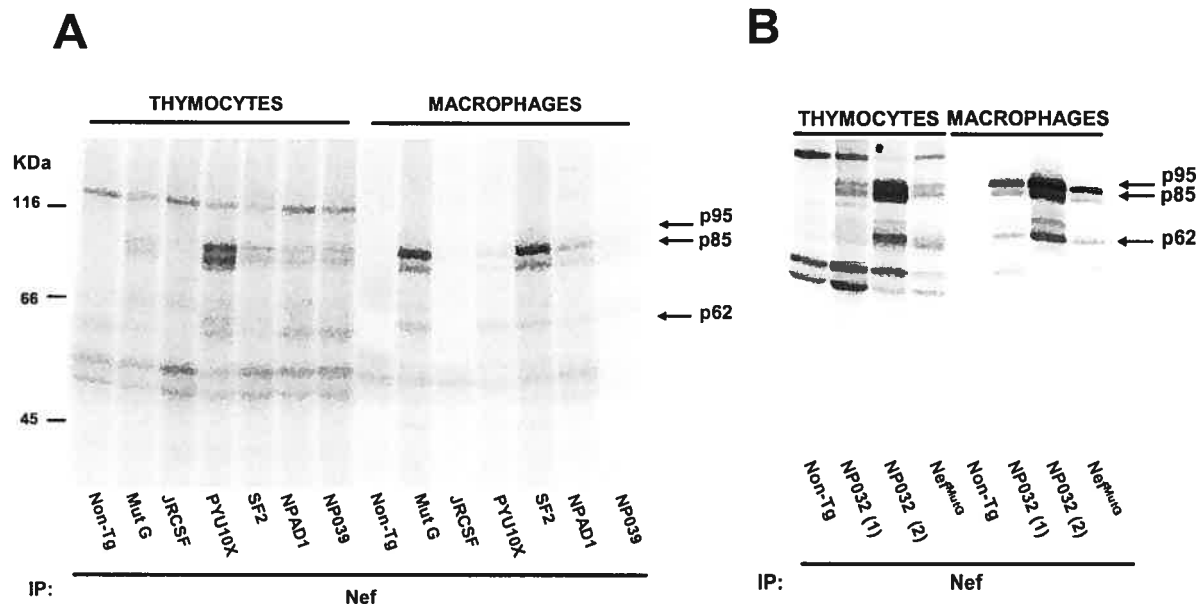 A
THYMOCYTES MACROPHAGES
KDa
116
66
45
p95
p85
p62
Non-Tg Mut G JRCSF PYU10X SF2 NPAD1 NP039 Non-Tg Mut G JRCSF PYU10X SF2 NPAD1 NP039
IP: Nef
B
THYMOCYTES MACROPHAGES
p95
p85
p62
Non-Tg NP032 (1) NP032 (2) NefMutG Non-Tg NP032 (1) NP032 (2) NefMutG
IP: Nef